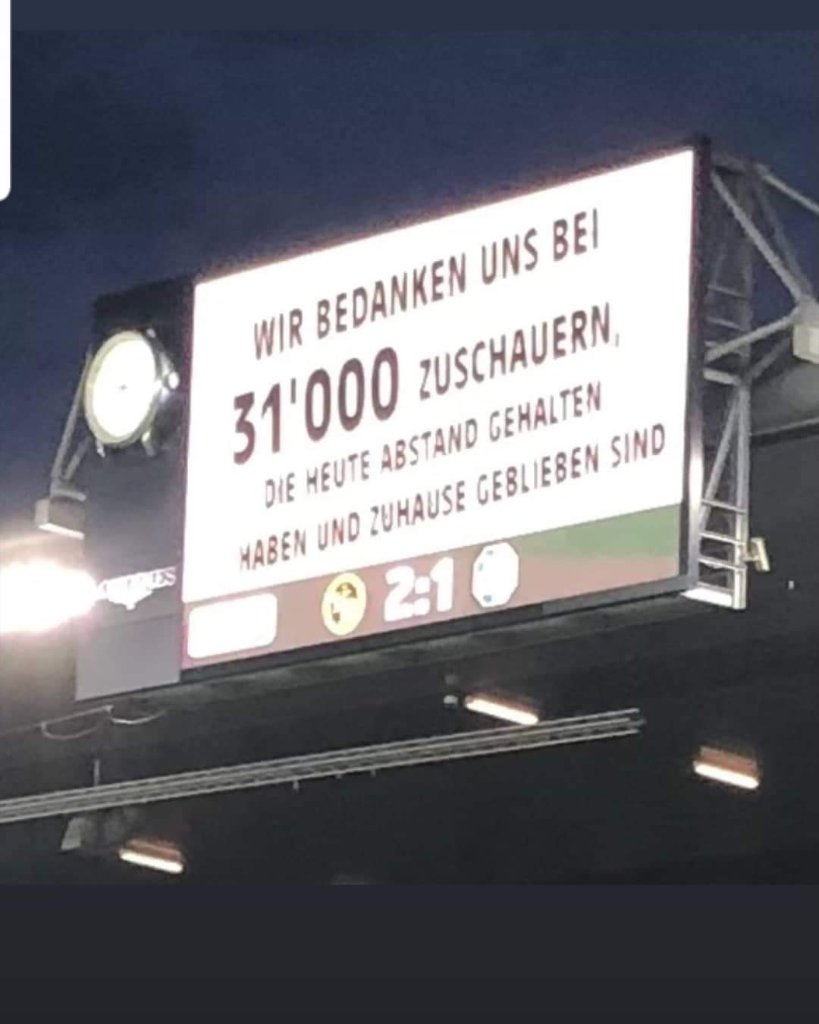 WIR BEDANKEN UNS BEI
31'000 ZUSCHAUERN,
DIE HEUTE ABSTAND GEHALTEN
HABEN UND ZUHAUSE GEBLIEBEN SIND
2:1